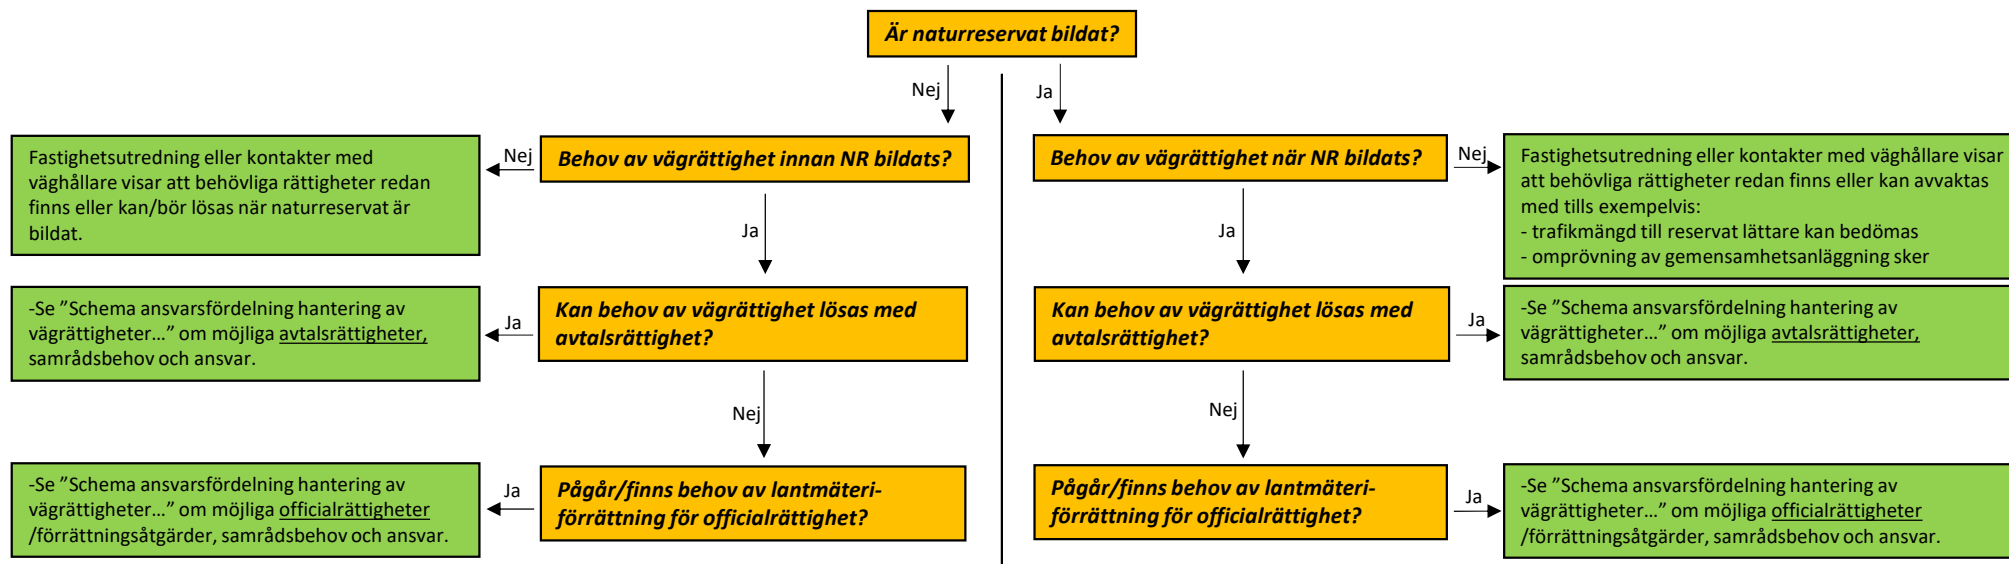 Är naturreservat bildat?
Nej
Ja
Fastighetsutredning eller kontakter med
väghållare visar att behövliga rättigheter redan
finns eller kan/bör lösas när naturreservat är
bildat.
Nej
Behov av vägrättighet innan NR bildats?
Behov av vägrättighet när NR bildats?
Nej
Fastighetsutredning eller kontakter med väghållare visar
att behövliga rättigheter redan finns eller kan avvaktas
med tills exempelvis:
- trafikmängd till reservat lättare kan bedömas
- omprövning av gemensamhetsanläggning sker
Ja
Ja
-Se ”Schema ansvarsfördelning hantering av
vägrättigheter…” om möjliga avtalsrättigheter,
samrådsbehov och ansvar.
Ja
Kan behov av vägrättighet lösas med
avtalsrättighet?
Kan behov av vägrättighet lösas med
avtalsrättighet?
Ja
-Se ”Schema ansvarsfördelning hantering av
vägrättigheter…” om möjliga avtalsrättigheter,
samrådsbehov och ansvar.
Nej
Nej
-Se ”Schema ansvarsfördelning hantering av
vägrättigheter…” om möjliga officialrättigheter
/förrättningsåtgärder, samrådsbehov och ansvar.
Ja
Pågår/finns behov av lantmäteri-
förrättning för officialrättighet?
Pågår/finns behov av lantmäteri-
förrättning för officialrättighet?
Ja
-Se ”Schema ansvarsfördelning hantering av
vägrättigheter…” om möjliga officialrättigheter
/förrättningsåtgärder, samrådsbehov och ansvar.